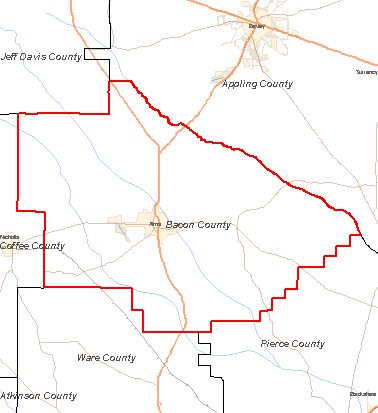 Baxley
Jeff Davis County
Surrency
Appling County
Alma
Bacon County
Nicholls
Coffee County
Pierce County
Ware County
Atkinson County
Blackshear